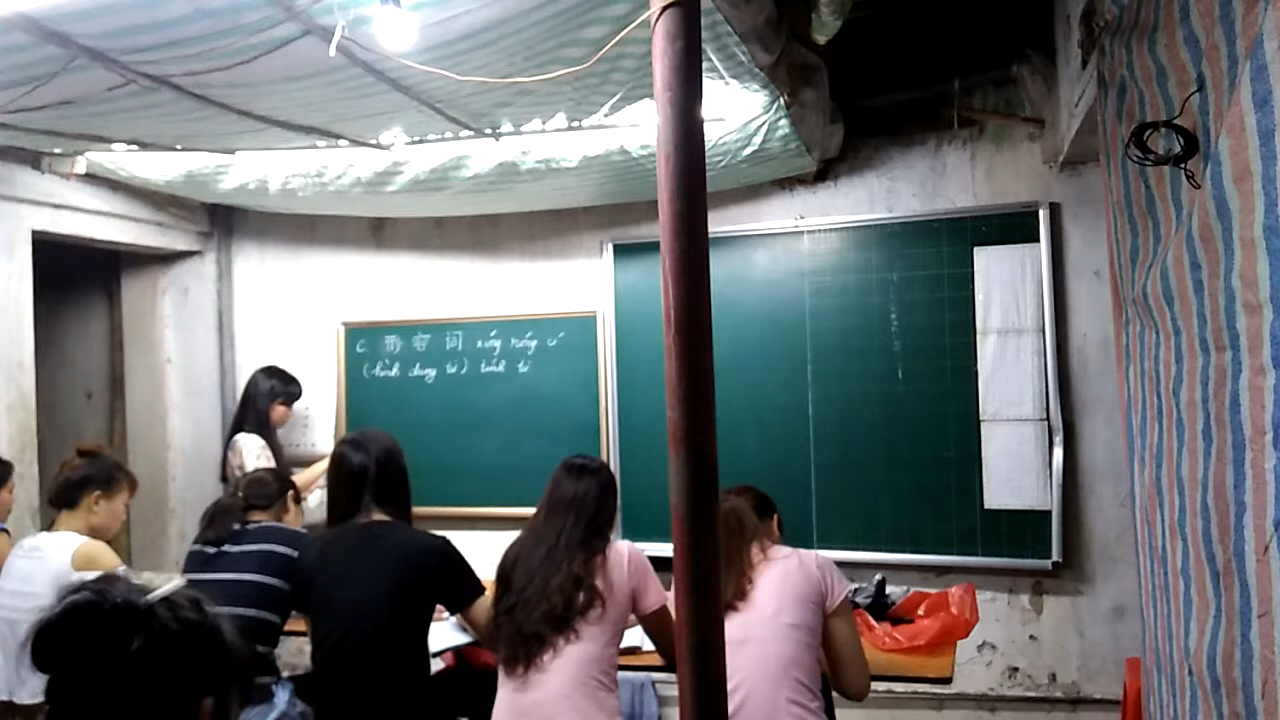 C. 形 容 词 xíng róng cí
(hình dung từ) tính từ